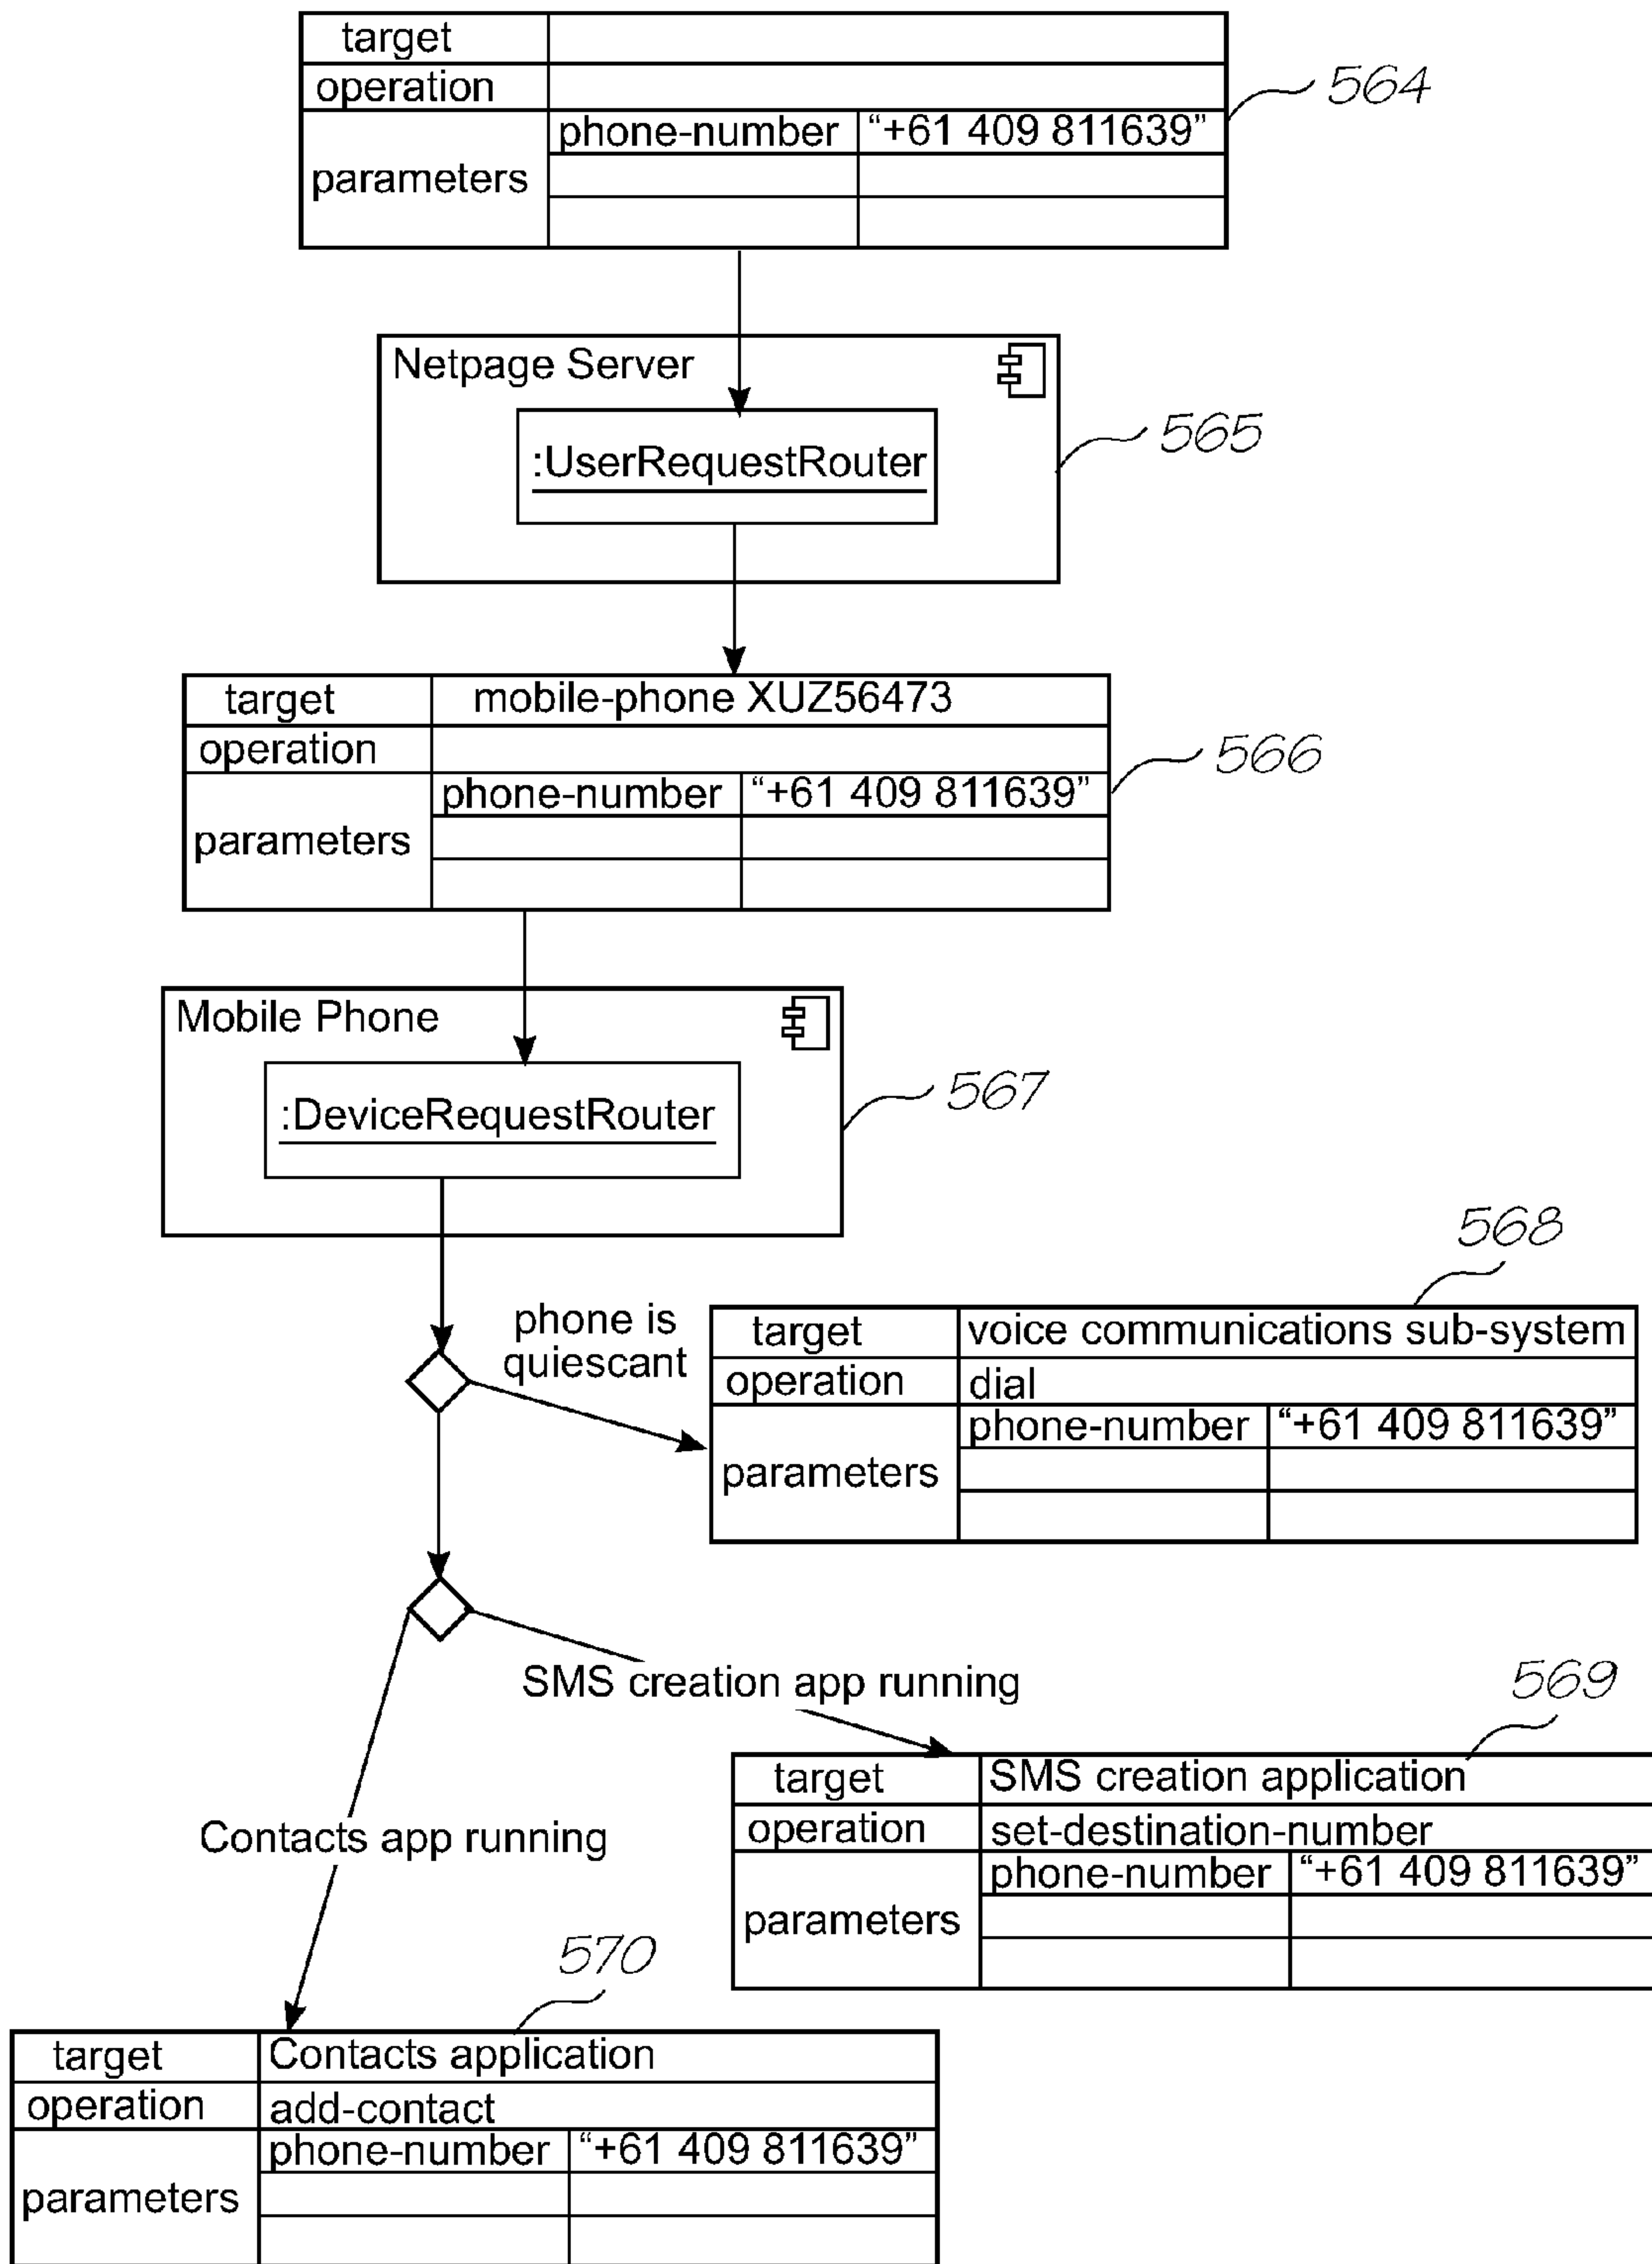 target
operation
564
phone-number "+61 409 811639"
parameters
Netpage Server
565
:UserRequestRouter
target mobile-phone XUZ56473
operation
566
phone-number “+61 409 811639”
parameters
Mobile Phone
567
:DeviceRequestRouter
568
phone is
quiescant
target voice communications sub-system
operation dial
phone-number “+61 409 811639”
parameters
SMS creation app running
569
target SMS creation application
operation set-destination-number
phone-number “+61 409 811639”
parameters
Contacts app running
570
target Contacts application
operation add-contact
phone-number “+61 409 811639”
parameters